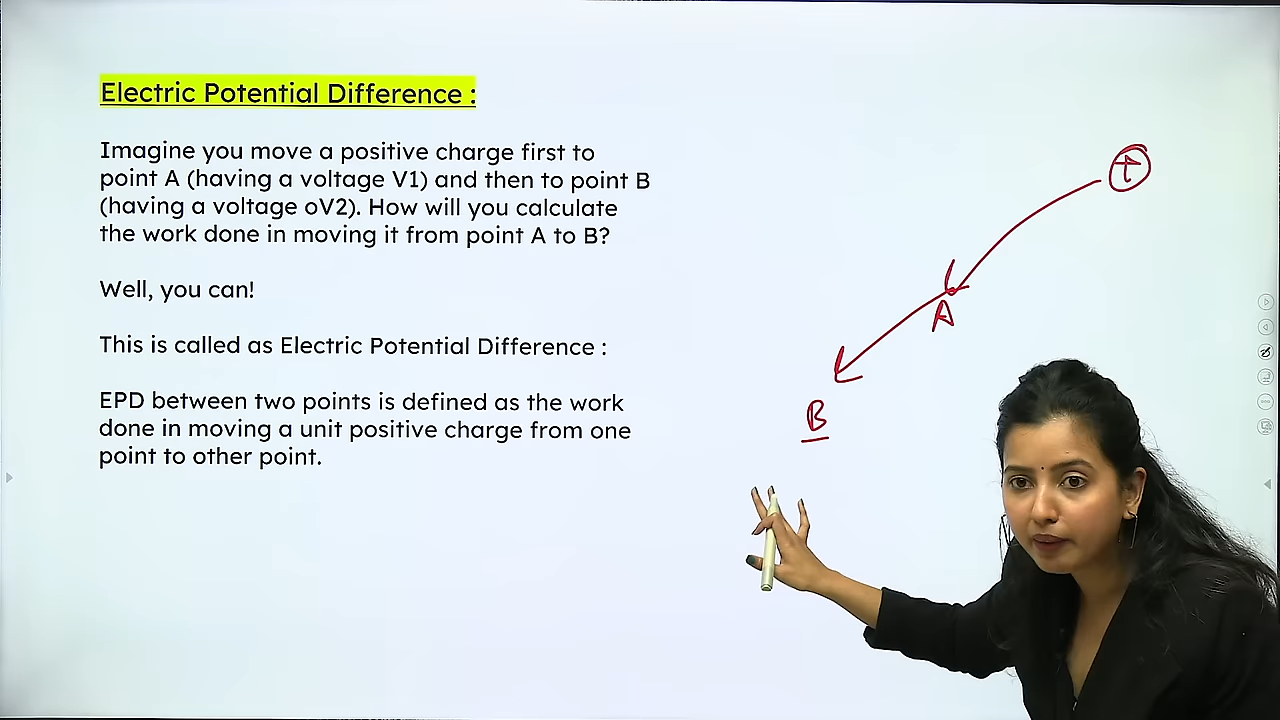 Electric Potential Difference :
Imagine you move a positive charge first to
point A (having a voltage V1) and then to point B
(having a voltage oV2). How will you calculate
the work done in moving it from point A to B?
Well, you can!
This is called as Electric Potential Difference :
EPD between two points is defined as the work
done in moving a unit positive charge from one
point to other point.
+
A
B